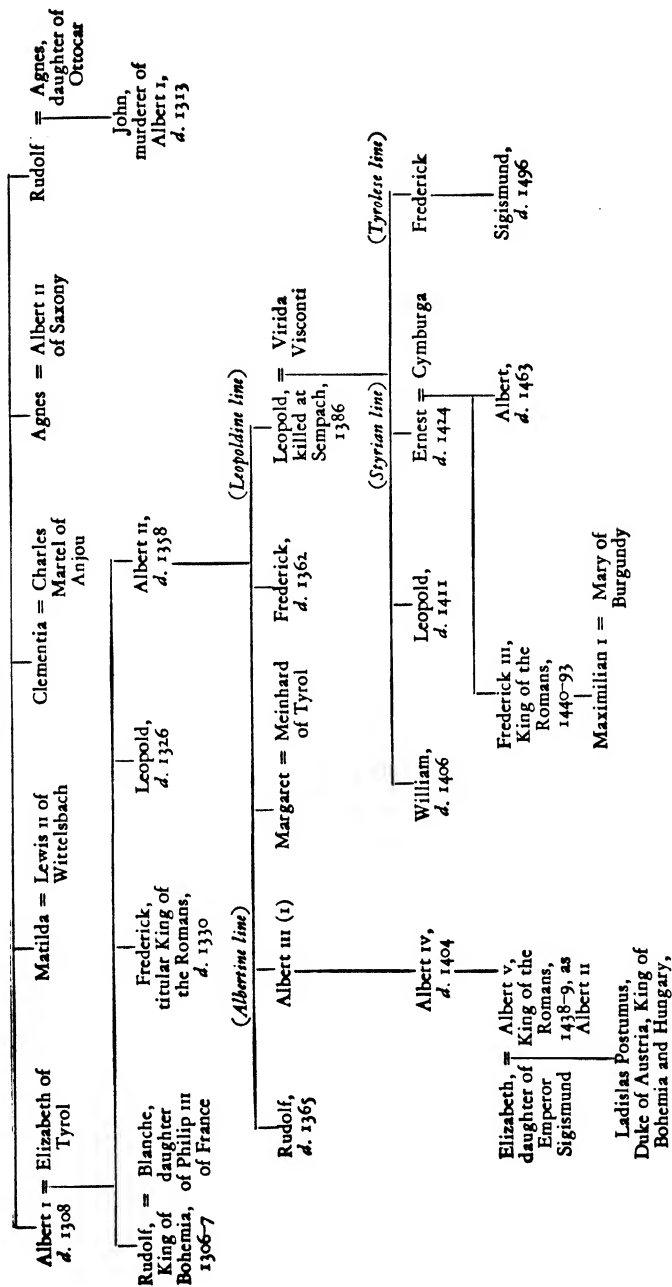 Albert I = Elizabeth of
d. 1308 Tyrol
Matilda = Lewis II of
Wittelsbach
Clementia = Charles
Martel of
Anjou
Agnes = Albert II
of Saxony
Rudolf = Agnes,
daughter of
Ottocar
John,
murderer of
Albert I,
d. 1313
Rudolf, = Blanche,
King of daughter
Bohemia, of Philip III
1306-7 of France
Frederick,
titular King of
the Romans,
d. 1330
Leopold,
d. 1326
Albert II,
d. 1358
(Albertine line)
(Leopoldine line)
Rudolf,
d. 1365
Albert III (I)
Margaret = Meinhard
of Tyrol
Frederick,
d. 1362
Leopold, = Virida
killed at Visconti
Sempach,
1386
(Styrian line)
(Tyrolese line)
Albert IV,
d. 1404
William,
d. 1406
Leopold,
d. 1411
Ernest = Cymburga
d. 1424
Frederick
Elizabeth, = Albert V,
daughter of King of the
Emperor Romans,
Sigismund 1438-9, as
Albert II
Frederick III,
King of the
Romans,
1440-93
Albert,
d. 1463
Sigismund,
d. 1496
Ladislas Postumus,
Duke of Austria, King of
Bohemia and Hungary,
Maximilian I = Mary of
Burgundy